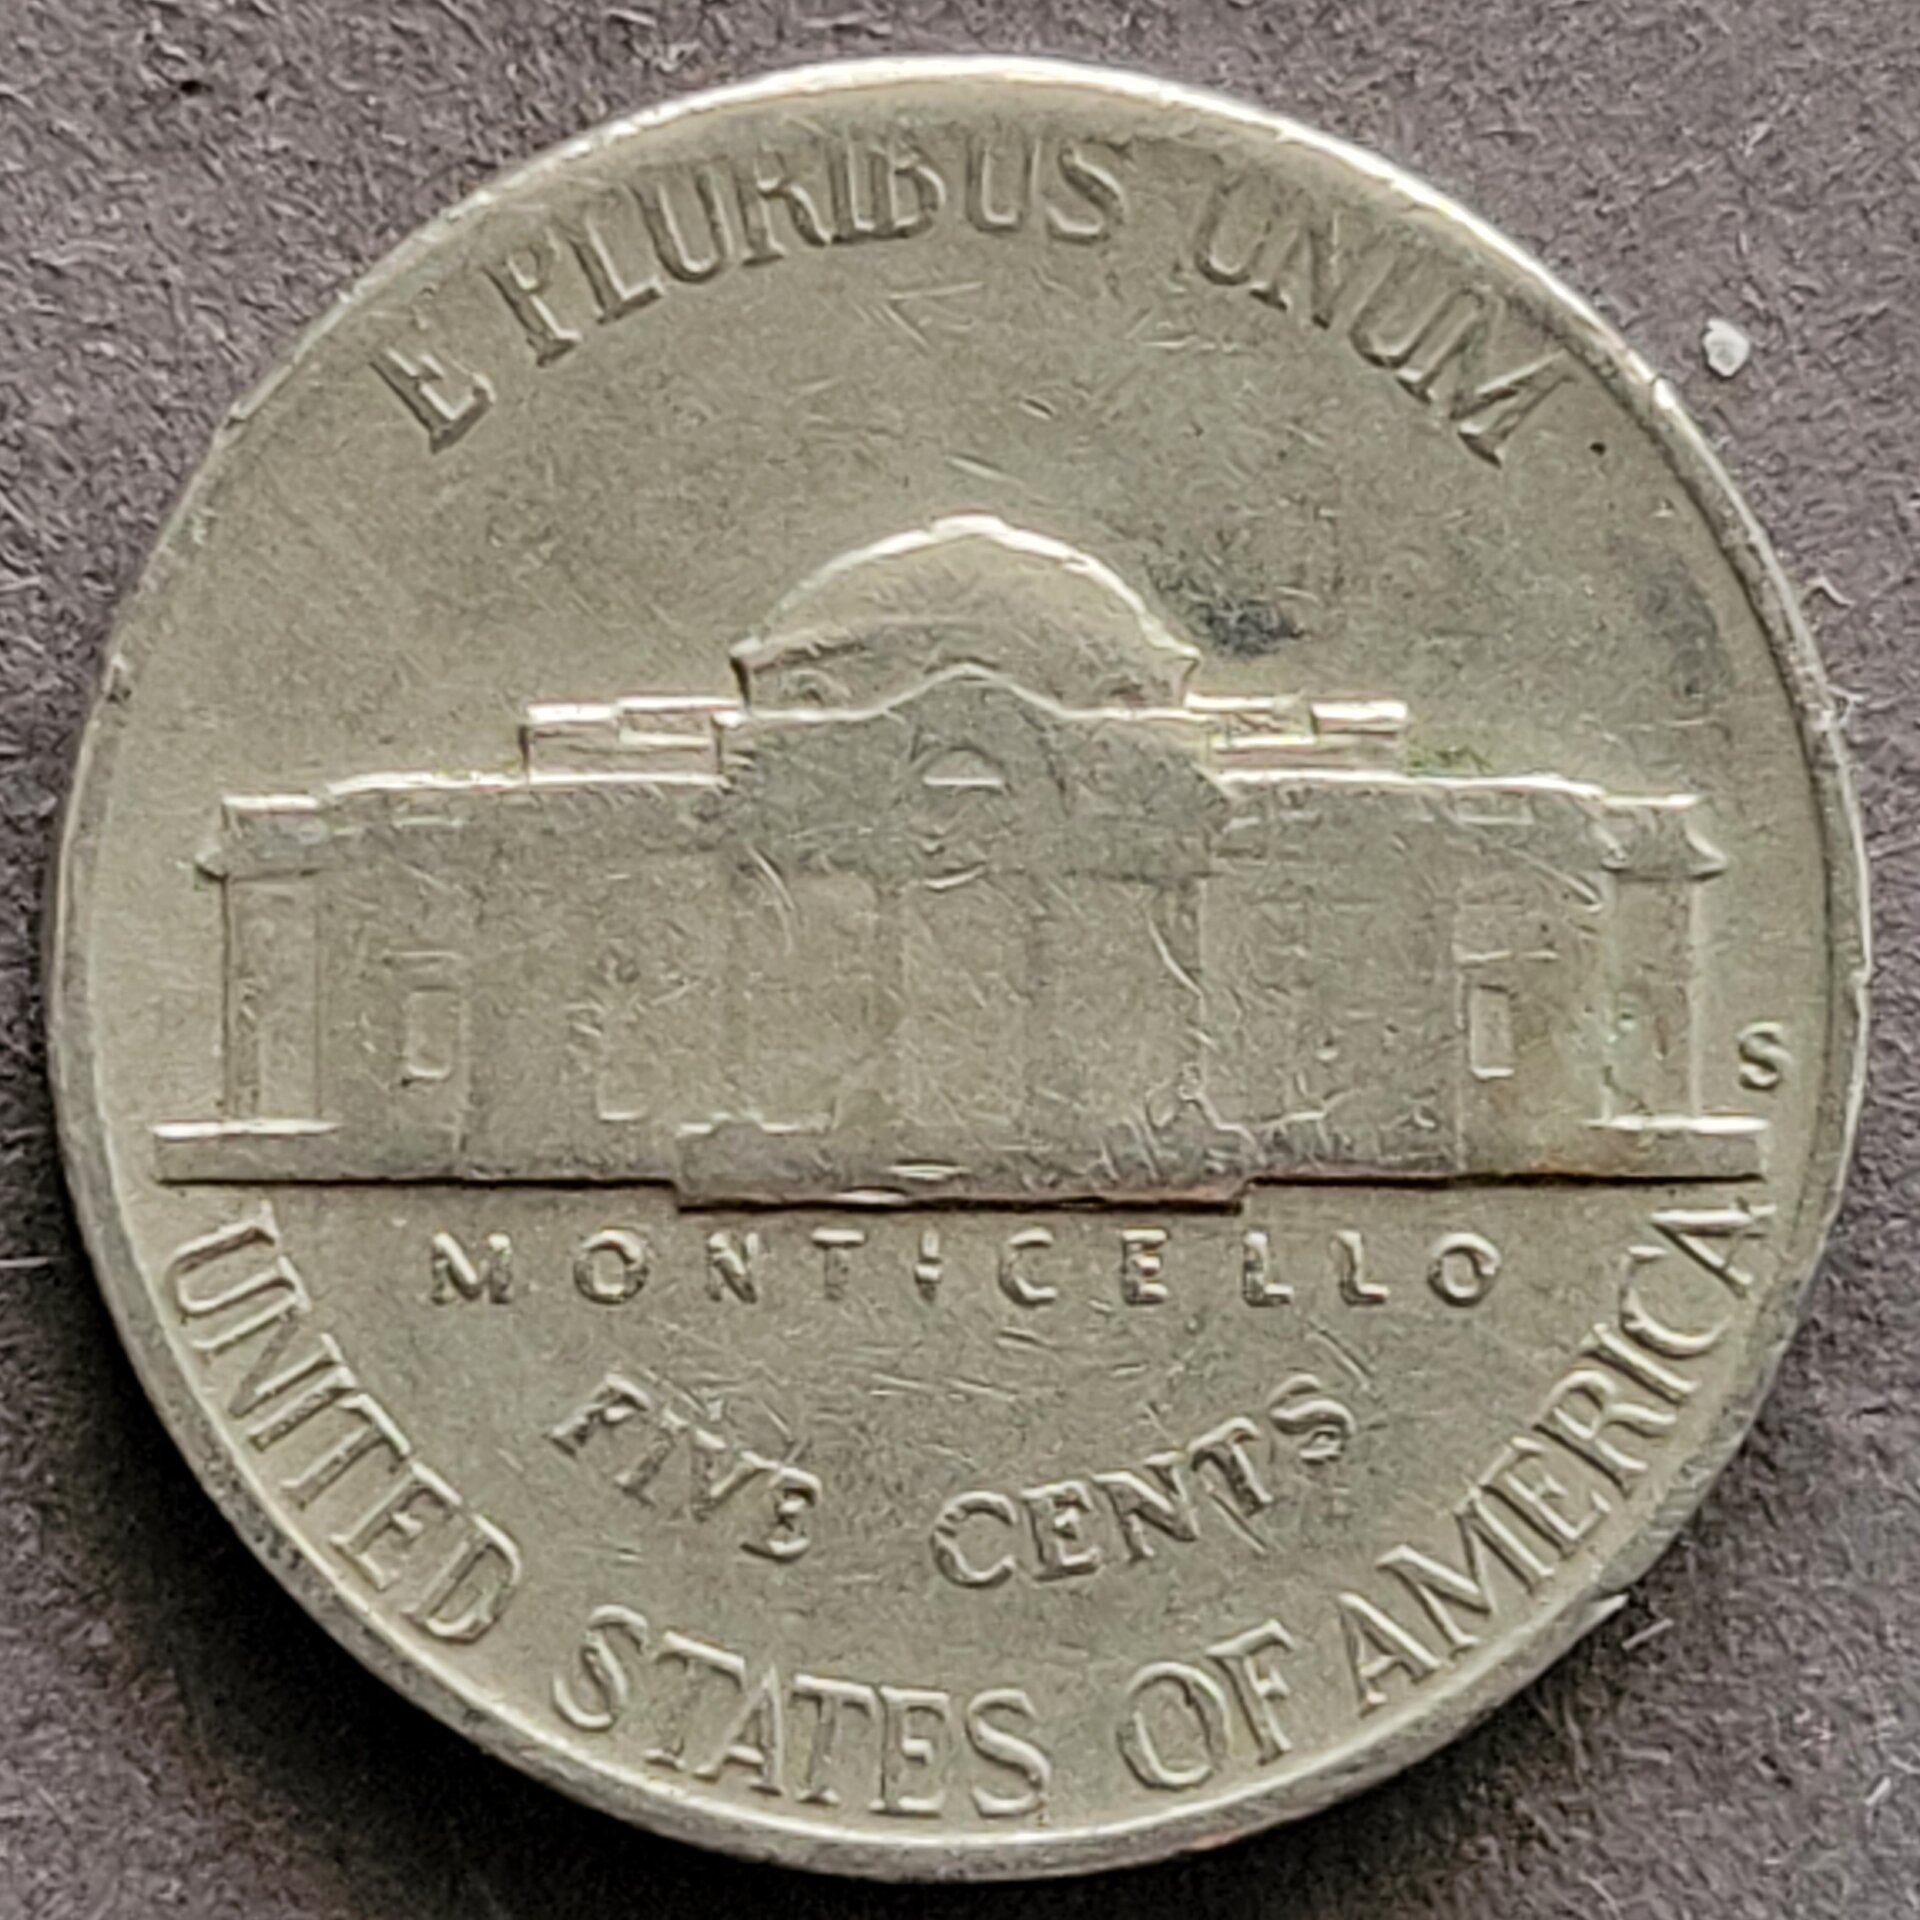 E PLURIBUS UNUM
S
MONTICELLO
FIVE CENTS
UNITED STATES OF AMERICA